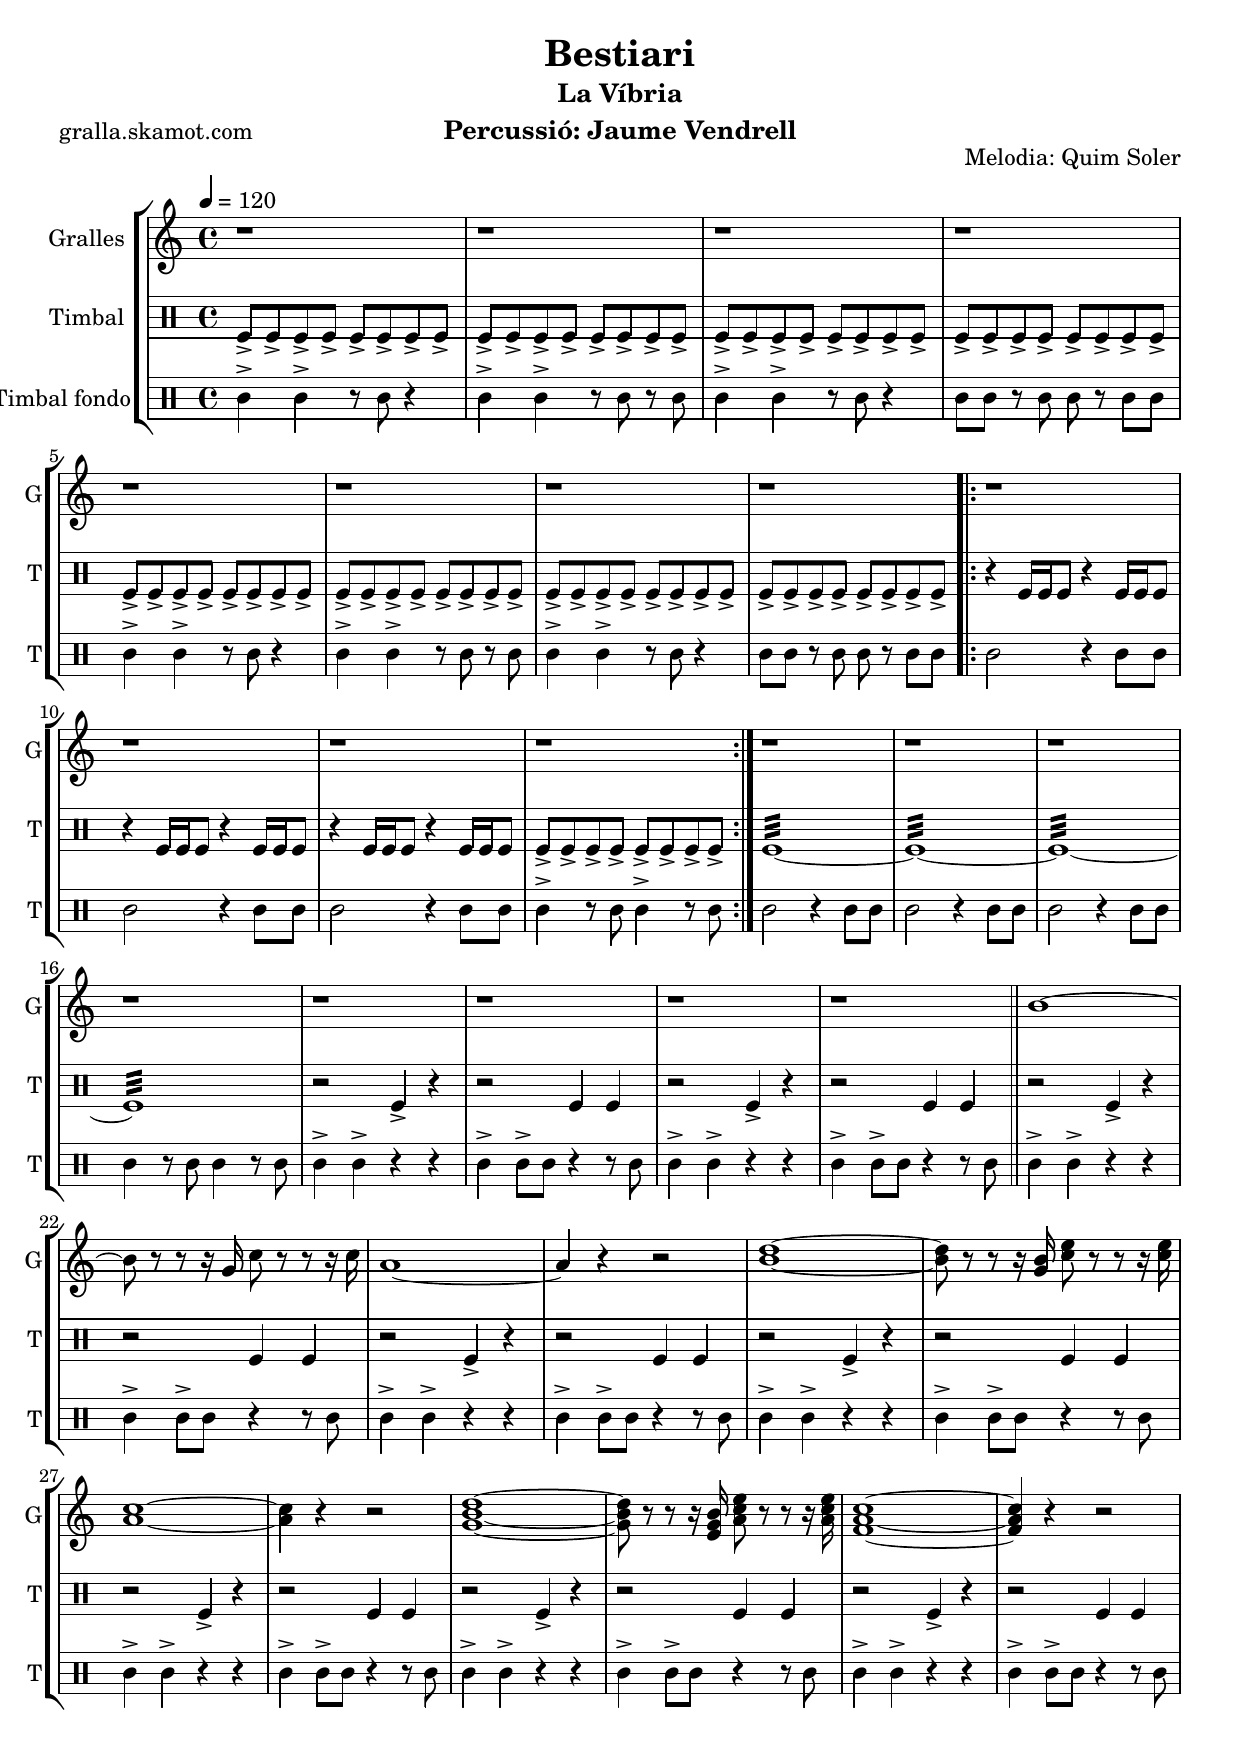 Bestiari
La Víbria
gralla.skamot.com
Percussió: Jaume Vendrell
Melodia: Quim Soler
= 120
Gralles
Timbal
Timbal fondo
5
G
T
T
10
G
T
T
16
G
T
T
22
G
T
T
27
G
T
T